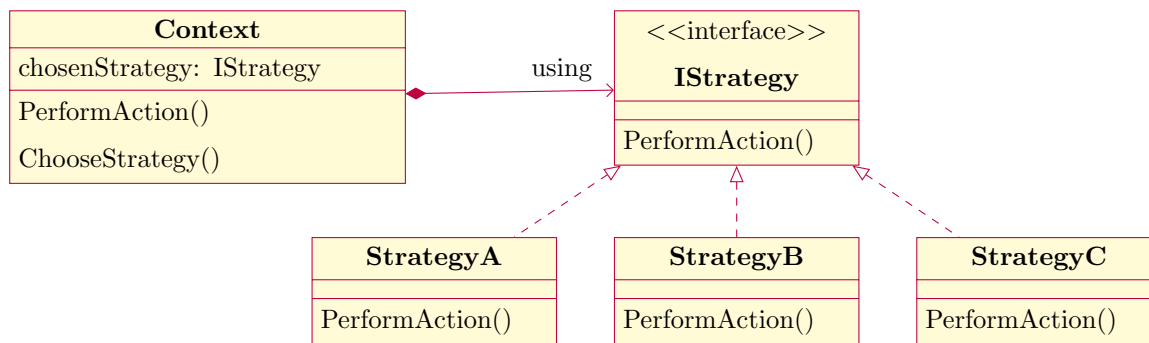 Context
chosenStrategy: IStrategy
PerformAction()
ChooseStrategy()
using
<<interface>>
IStrategy
PerformAction()
StrategyA
PerformAction()
StrategyB
PerformAction()
StrategyC
PerformAction()